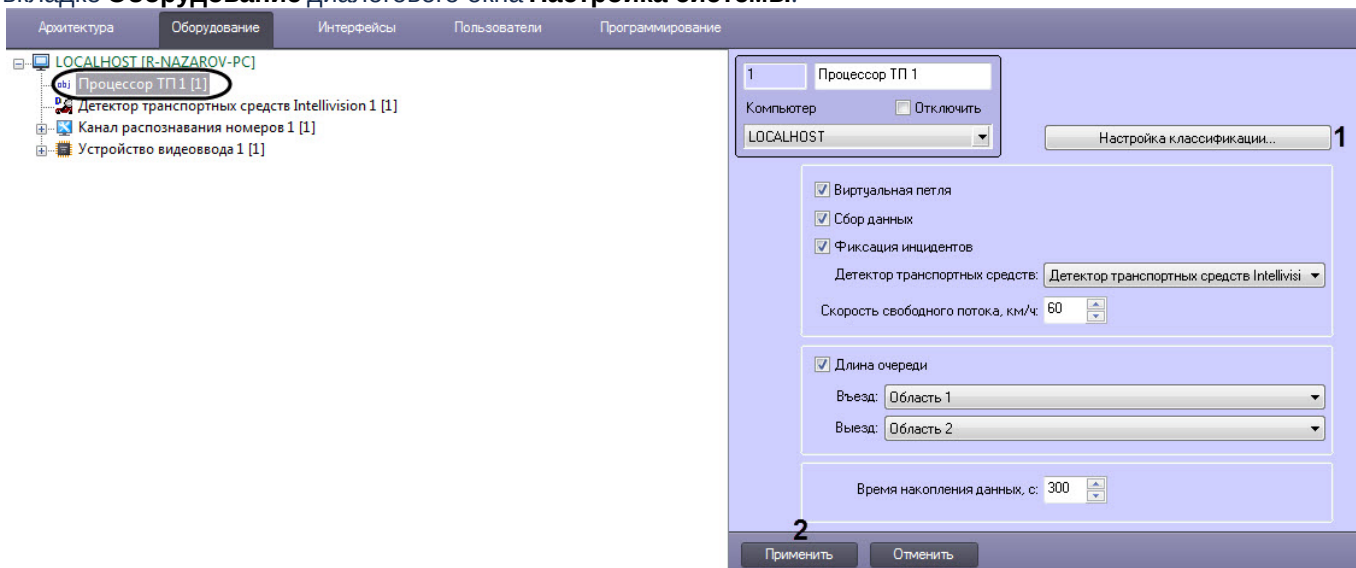 вкладке Оборудование диалогового окна Настройка системы.
Архитектура Оборудование Интерфейсы Пользователи Программирование
LOCALHOST [R-NAZAROV-PC]
Процессор ТП 1 [1]
Детектор транспортных средств Intellivision 1 [1]
Канал распознавания номеров 1 [1]
Устройство видеоввода 1 [1]
1 Процессор ТП 1
Компьютер Отключить
LOCALHOST
Настройка классификации... 1
Виртуальная петля
Сбор данных
Фиксация инцидентов
Детектор транспортных средств: Детектор транспортных средств Intellivisi
Скорость свободного потока, км/ч: 60
Длина очереди
Въезд: Область 1
Выезд: Область 2
Время накопления данных, с: 300
2
Применить Отменить